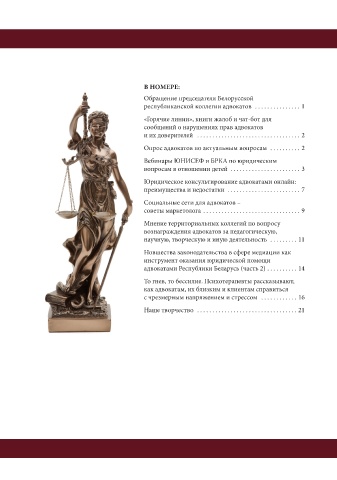 В НОМЕРЕ:
Обращение председателя Белорусской
республиканской коллегии адвокатов . . . . . . . . . . . . . . . 1
«Горячие линии», книги жалоб и чат-бот для
сообщений о нарушениях прав адвокатов
и их доверителей . . . . . . . . . . . . . . . . . . . . . . . . . . . . . . . . . . 2
Опрос адвокатов по актуальным вопросам . . . . . . . . . . 2
Вебинары ЮНИСЕФ и БРКА по юридическим
вопросам в отношении детей . . . . . . . . . . . . . . . . . . . . . . . 3
Юридическое консультирование адвокатами онлайн:
преимущества и недостатки . . . . . . . . . . . . . . . . . . . . . . . . 7
Социальные сети для адвокатов –
советы маркетолога . . . . . . . . . . . . . . . . . . . . . . . . . . . . . . . . 9
Мнение территориальных коллегий по вопросу
вознаграждения адвокатов за педагогическую,
научную, творческую и иную деятельность . . . . . . . . . 11
Новшества законодательства в сфере медиации как
инструмент оказания юридической помощи
адвокатами Республики Беларусь (часть 2) . . . . . . . . . . 14
То гнев, то бессилие. Психотерапевты рассказывают,
как адвокатам, их близким и клиентам справиться
с чрезмерным напряжением и стрессом . . . . . . . . . . . . 16
Наше творчество . . . . . . . . . . . . . . . . . . . . . . . . . . . . . . . . . 21